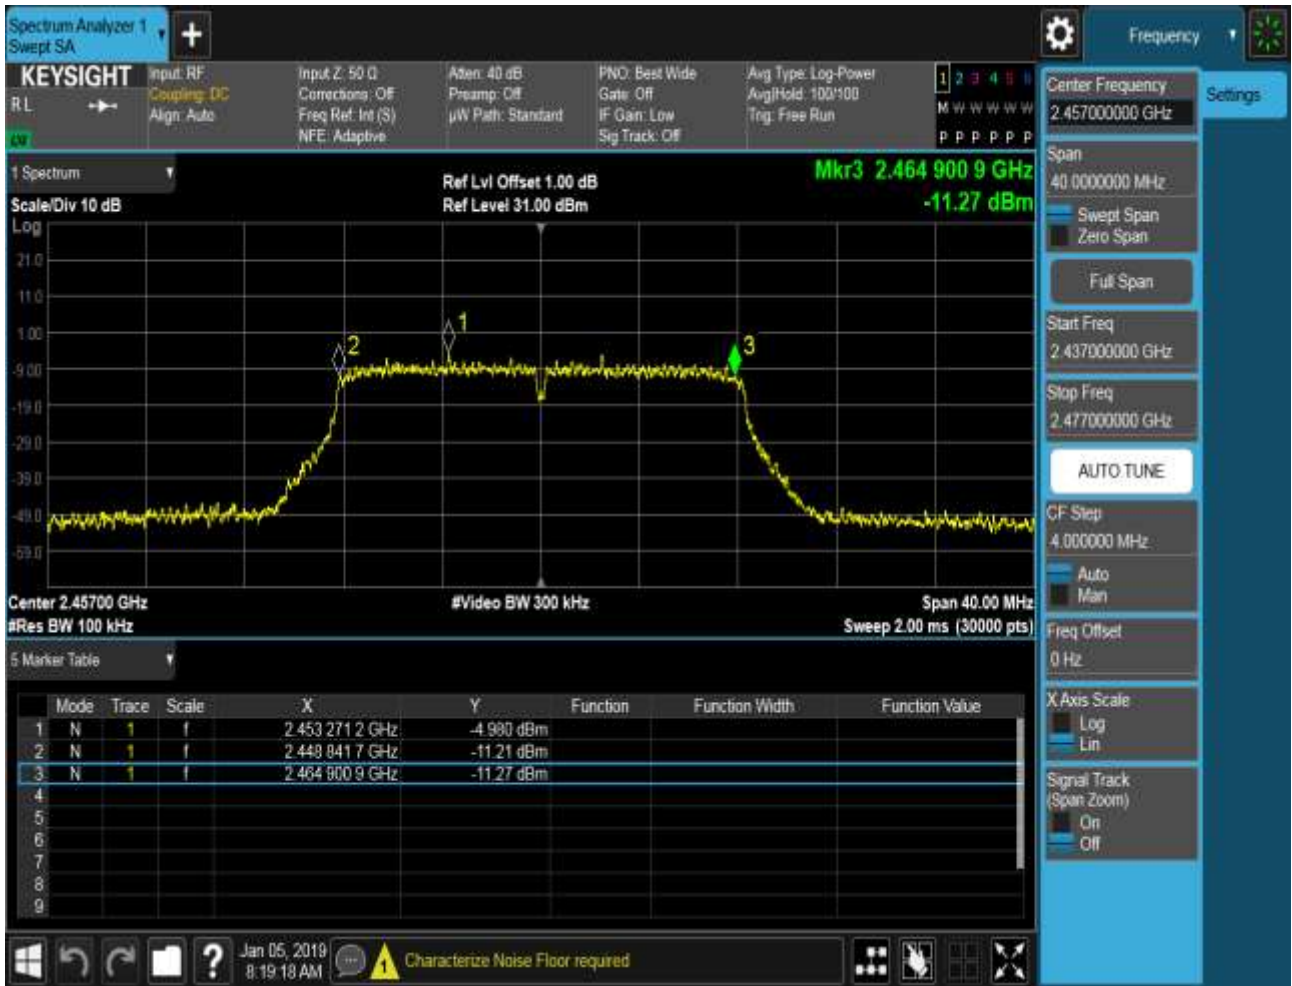 Spectrum Analyzer 1
Swept SA
+
Frequency
KEYSIGHT
R L
Input: RF
Coupling: DC
Align: Auto
Input Z: 50 Ω
Corrections: Off
Freq Ref: Int (S)
NFE: Adaptive
Atten: 40 dB
Preamp: Off
µW Path: Standard
PNO: Best Wide
Gate: Off
IF Gain: Low
Sig Track: Off
Avg Type: Log-Power
Avg|Hold: 100/100
Trig: Free Run
1 2 3 4 5 6
M W W W W W
P P P P P P
1 Spectrum
Scale/Div 10 dB
Ref Lvl Offset 1.00 dB
Ref Level 31.00 dBm
Mkr3 2.464 900 9 GHz
-11.27 dBm
Log
21.0
11.0
1.00
-9.00
-19.0
-29.0
-39.0
-49.0
-59.0
1
2
3
Center 2.45700 GHz
#Video BW 300 kHz
Span 40.00 MHz
#Res BW 100 kHz
Sweep 2.00 ms (30000 pts)
5 Marker Table
Mode Trace Scale X Y Function Function Width Function Value
1 N 1 f 2.453 271 2 GHz -4.980 dBm
2 N 1 f 2.448 841 7 GHz -11.21 dBm
3 N 1 f 2.464 900 9 GHz -11.27 dBm
4
5
6
7
8
9
Jan 05, 2019
8:19:18 AM
?
1
Characterize Noise Floor required
Center Frequency
2.457000000 GHz
Settings
Span
40.0000000 MHz
Swept Span
Zero Span
Full Span
Start Freq
2.437000000 GHz
Stop Freq
2.477000000 GHz
AUTO TUNE
CF Step
4.000000 MHz
Auto
Man
Freq Offset
0 Hz
X Axis Scale
Log
Lin
Signal Track
(Span Zoom)
On
Off